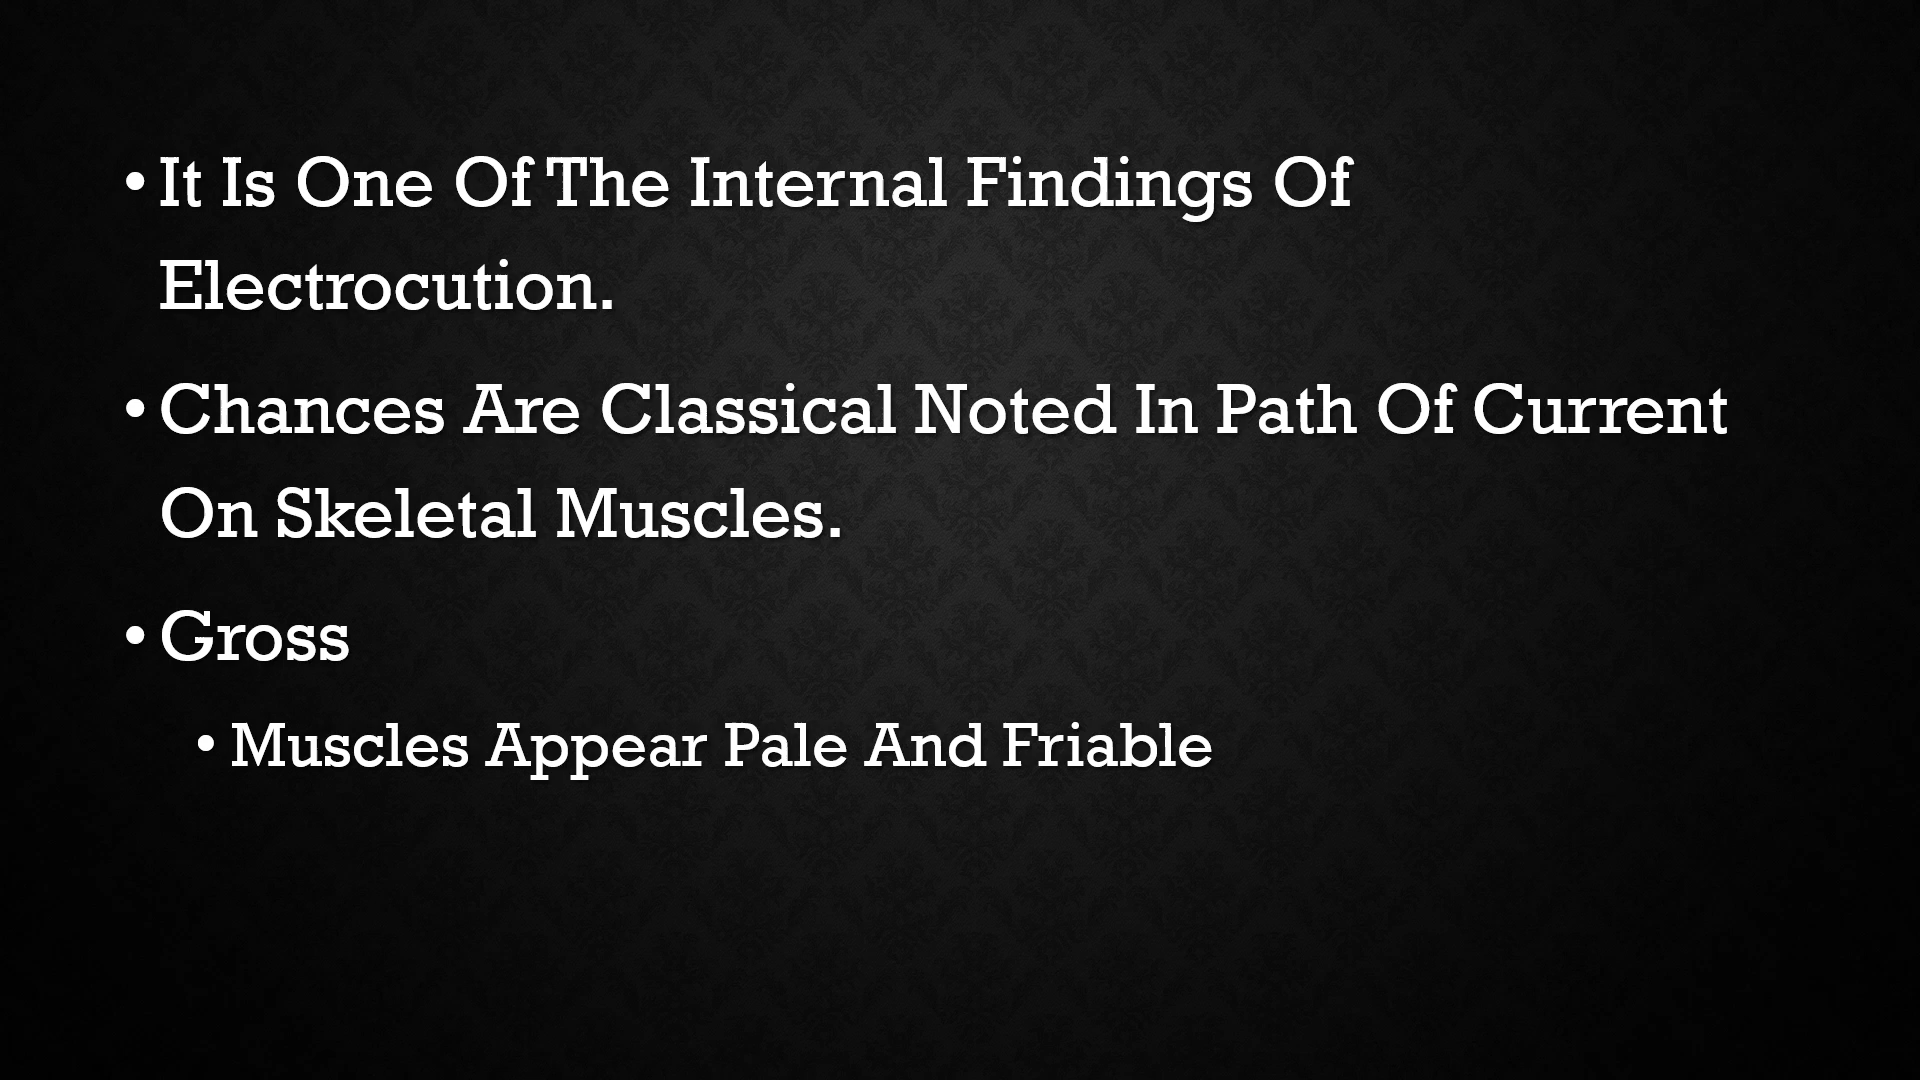 • It Is One Of The Internal Findings Of
Electrocution.
• Chances Are Classical Noted In Path Of Current
On Skeletal Muscles.
• Gross
• Muscles Appear Pale And Friable